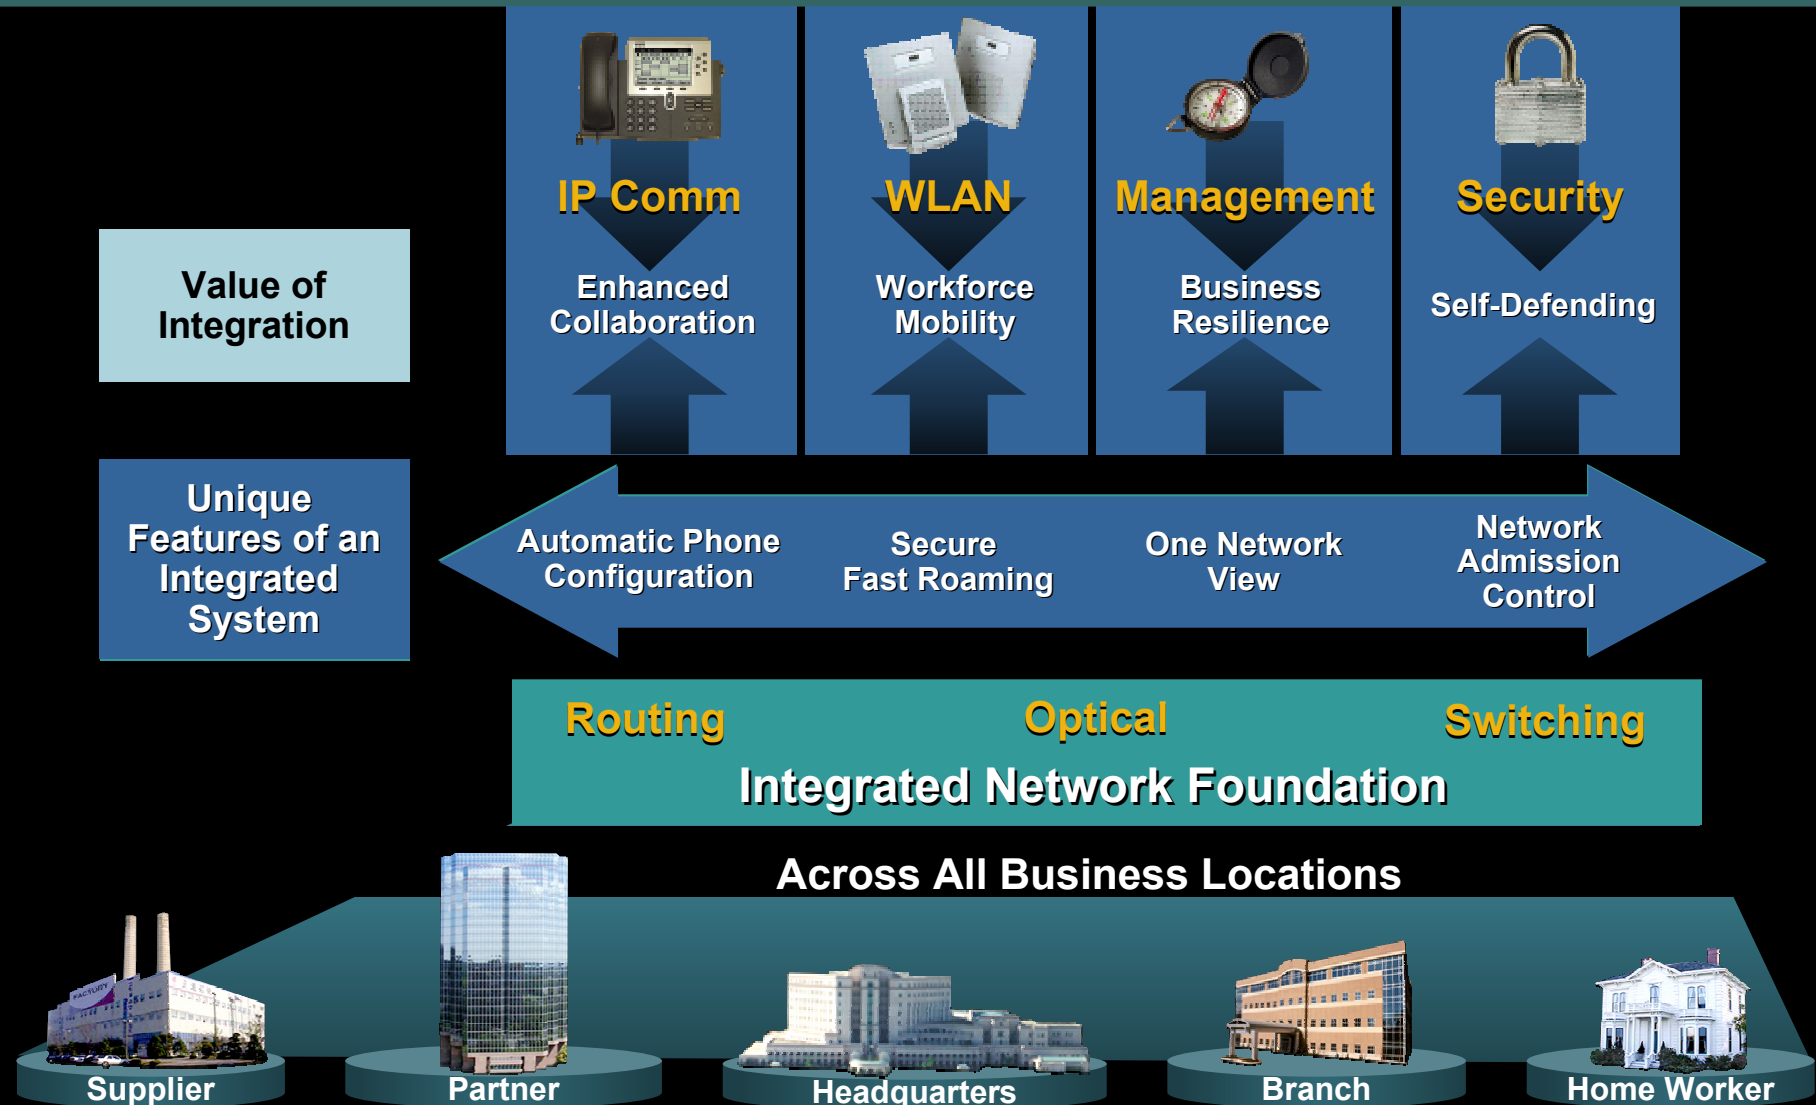 IP Comm
WLAN
Management
Security
Value of
Integration
Enhanced
Collaboration
Workforce
Mobility
Business
Resilience
Self-Defending
Unique
Features of an
Integrated
System
Automatic Phone
Configuration
Secure
Fast Roaming
One Network
View
Network
Admission
Control
Routing
Optical
Switching
Integrated Network Foundation
Across All Business Locations
FACTORY
Supplier
Partner
Headquarters
Branch
Home Worker